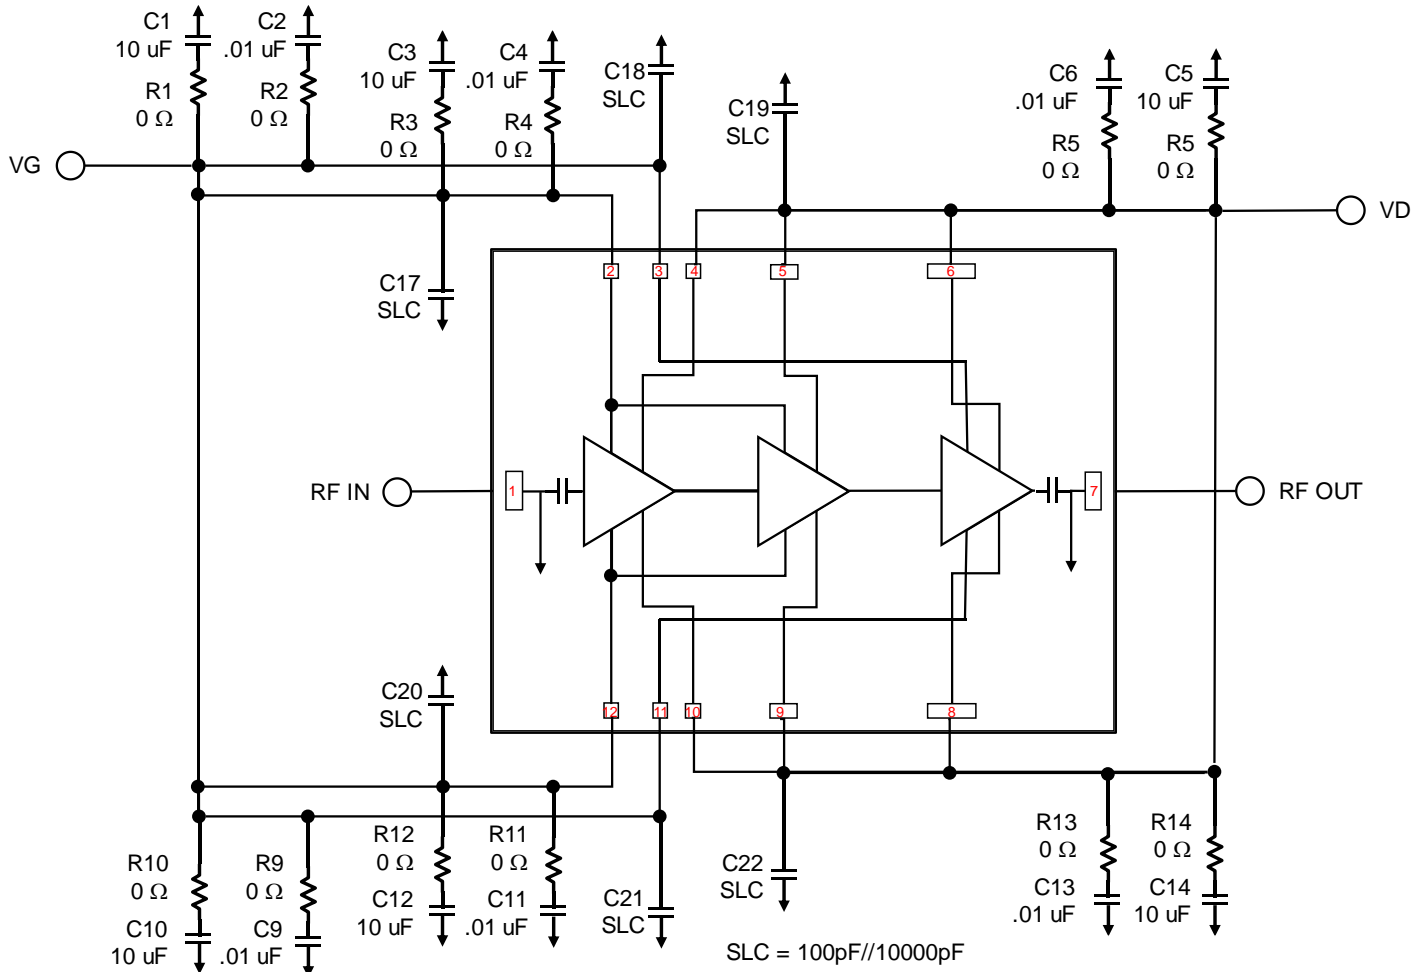 C1
10 uF
C2
.01 uF
R1
0 Ω
R2
0 Ω
C3
10 uF
C4
.01 uF
R3
0 Ω
R4
0 Ω
C18
SLC
C19
SLC
C6
.01 uF
C5
10 uF
R5
0 Ω
R5
0 Ω
VG
VD
C17
SLC
2
3
4
5
6
RF IN
1
7
RF OUT
C20
SLC
12
11
10
9
8
R10
0 Ω
R9
0 Ω
R12
0 Ω
R11
0 Ω
C10
10 uF
C9
.01 uF
C12
10 uF
C11
.01 uF
C21
SLC
C22
SLC
R13
0 Ω
R14
0 Ω
C13
.01 uF
C14
10 uF
SLC = 100pF//10000pF